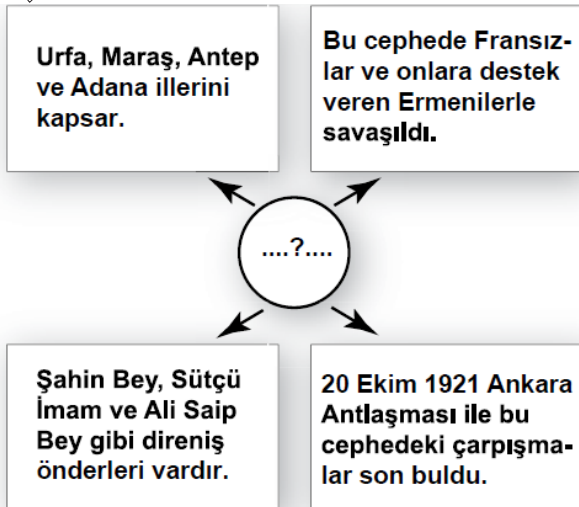 Urfa, Maraş, Antep
ve Adana illerini
kapsar.
Bu cephede Fransız-
lar ve onlara destek
veren Ermenilerle
savaşıldı.
....?....
Şahin Bey, Sütçü
İmam ve Ali Saip
Bey gibi direniş
önderleri vardır.
20 Ekim 1921 Ankara
Antlaşması ile bu
cephedeki çarpışma-
lar son buldu.